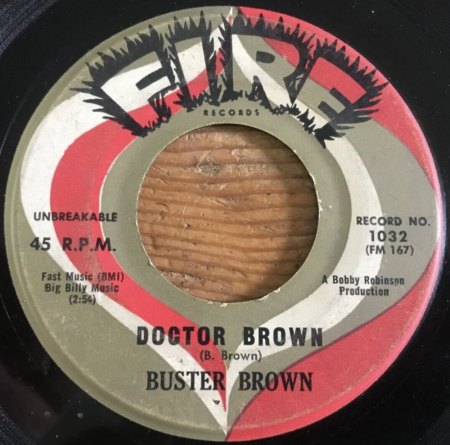 FIRE
RECORDS
UNBREAKABLE
45 R.P.M.
Fast Music (BMI)
Big Billy Music
(2:54)
RECORD NO.
1032
(FM 167)
A Bobby Robinson
Production
DOCTOR BROWN
(B. Brown)
BUSTER BROWN